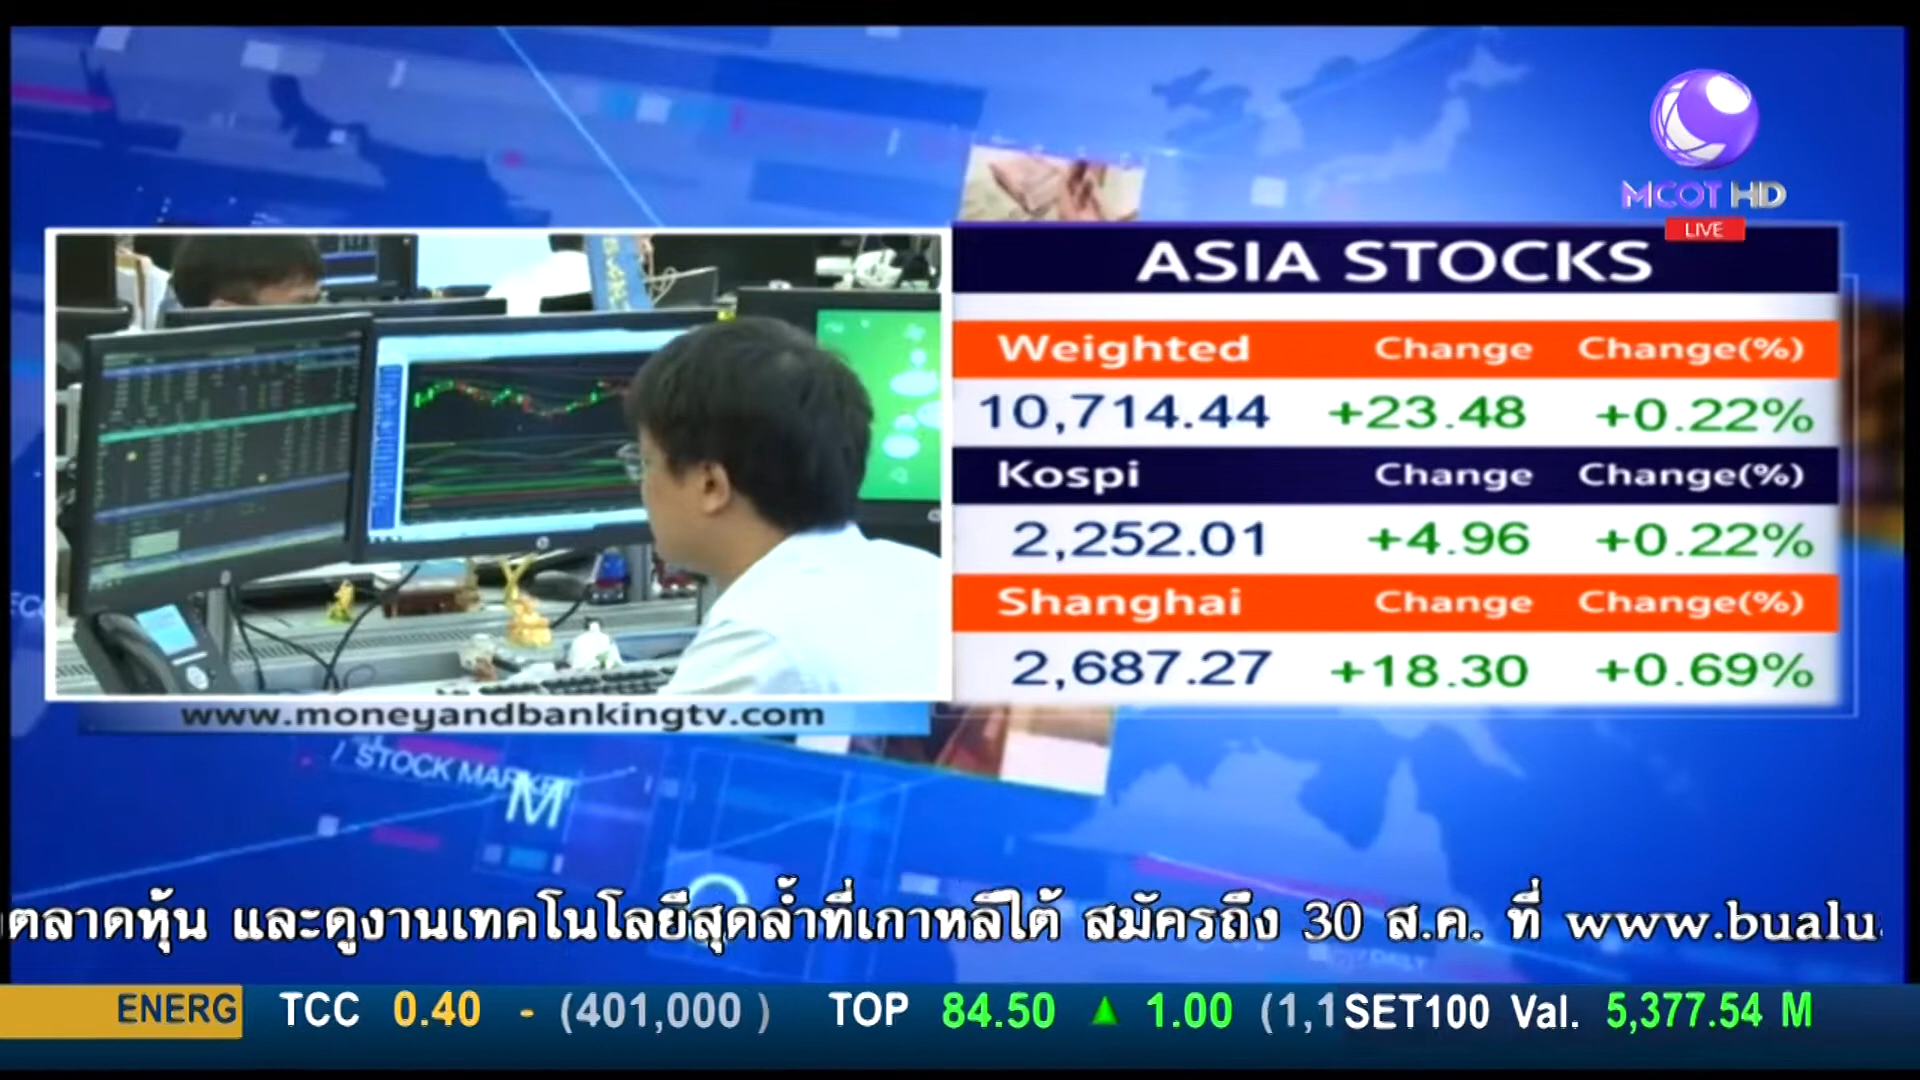 MCOT HD
LIVE
ASIA STOCKS
Weighted Change Change(%)
10,714.44 +23.48 +0.22%
Kospi Change Change(%)
2,252.01 +4.96 +0.22%
Shanghai Change Change(%)
2,687.27 +18.30 +0.69%
www.moneyandbankingtv.com
/ STOCK MARKET
M
ตลาดหุ้น และดูงานเทคโนโลยีสุดล้ำที่เกาหลีใต้ สมัครถึง 30 ส.ค. ที่ www.bualu
ENERG TCC 0.40 - (401,000 ) TOP 84.50 ▲ 1.00 (1,1 SET100 Val. 5,377.54 M